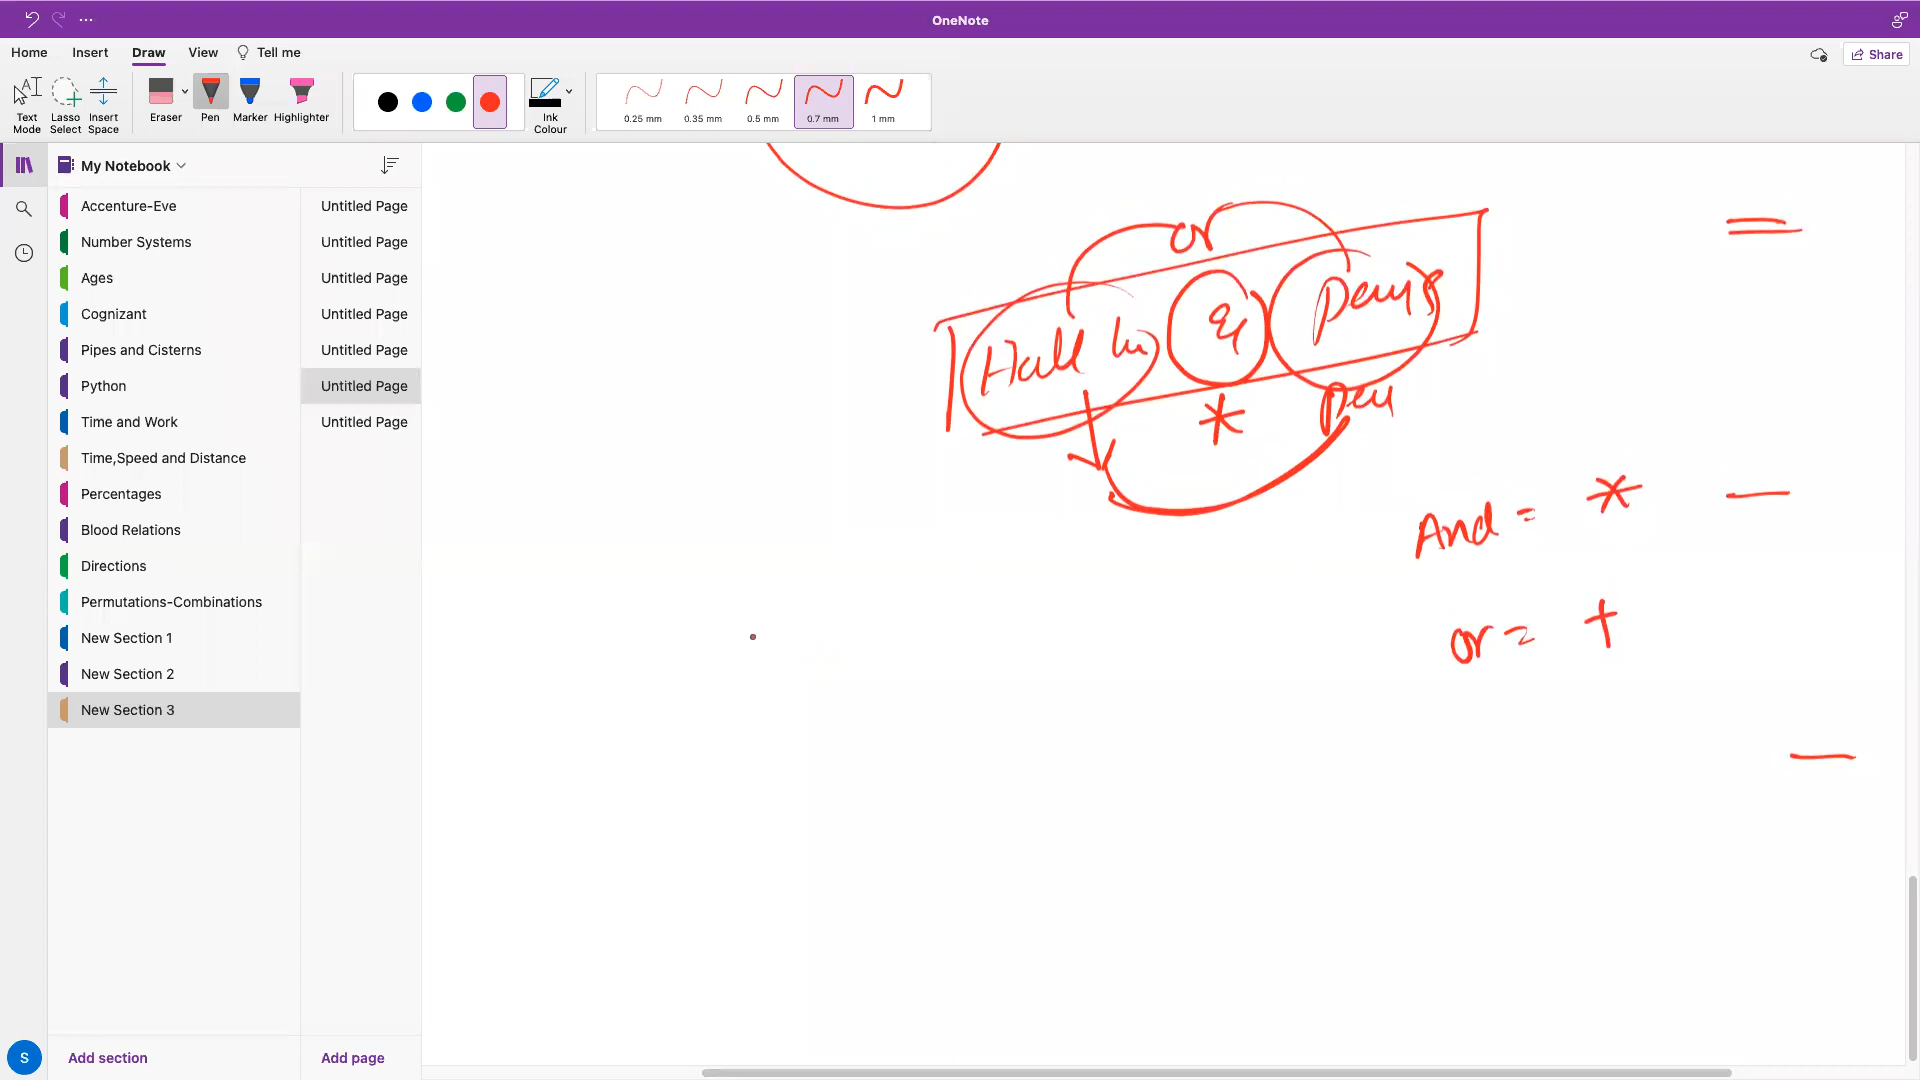 OneNote
Home Insert Draw View Tell me
Share
Text Mode
Lasso Select
Insert Space
Eraser
Pen
Marker
Highlighter
Ink Colour
0.25 mm
0.35 mm
0.5 mm
0.7 mm
1 mm
My Notebook
Accenture-Eve
Number Systems
Ages
Cognizant
Pipes and Cisterns
Python
Time and Work
Time,Speed and Distance
Percentages
Blood Relations
Directions
Permutations-Combinations
New Section 1
New Section 2
New Section 3
Untitled Page
Untitled Page
Untitled Page
Untitled Page
Untitled Page
Untitled Page
Untitled Page
or
=
Hall &
*
And = * —
or = +
—
S
Add section
Add page